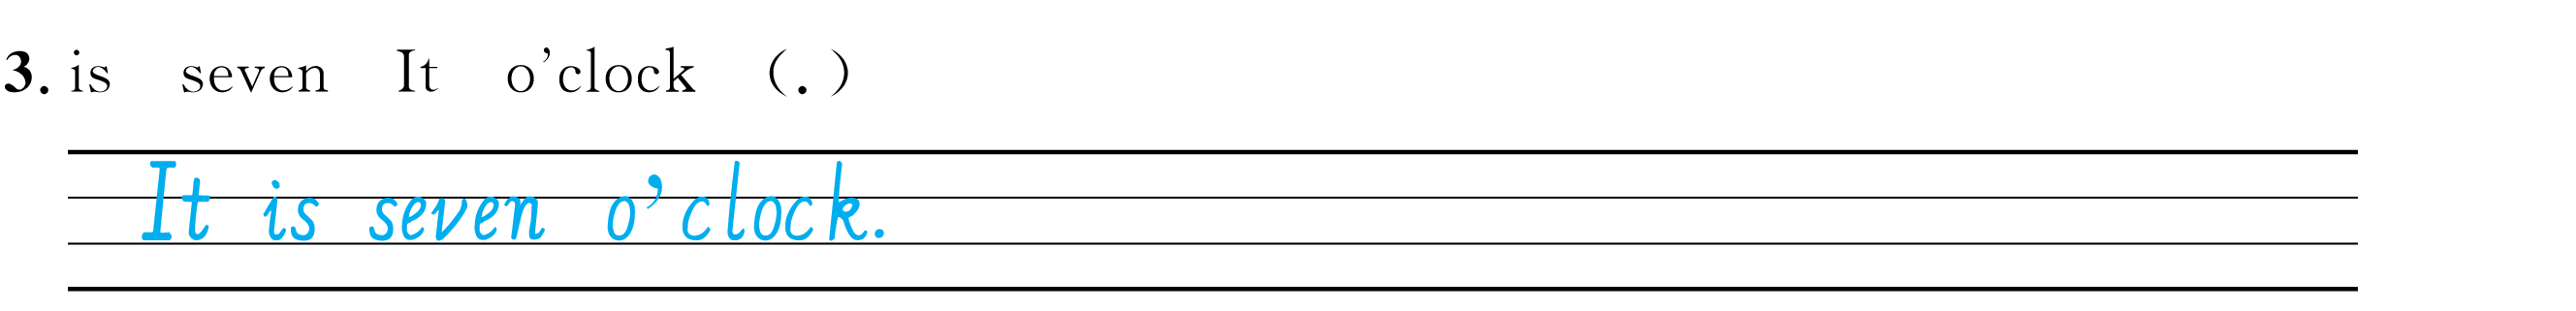 3. is seven It o’clock (.)
It is seven o’clock.